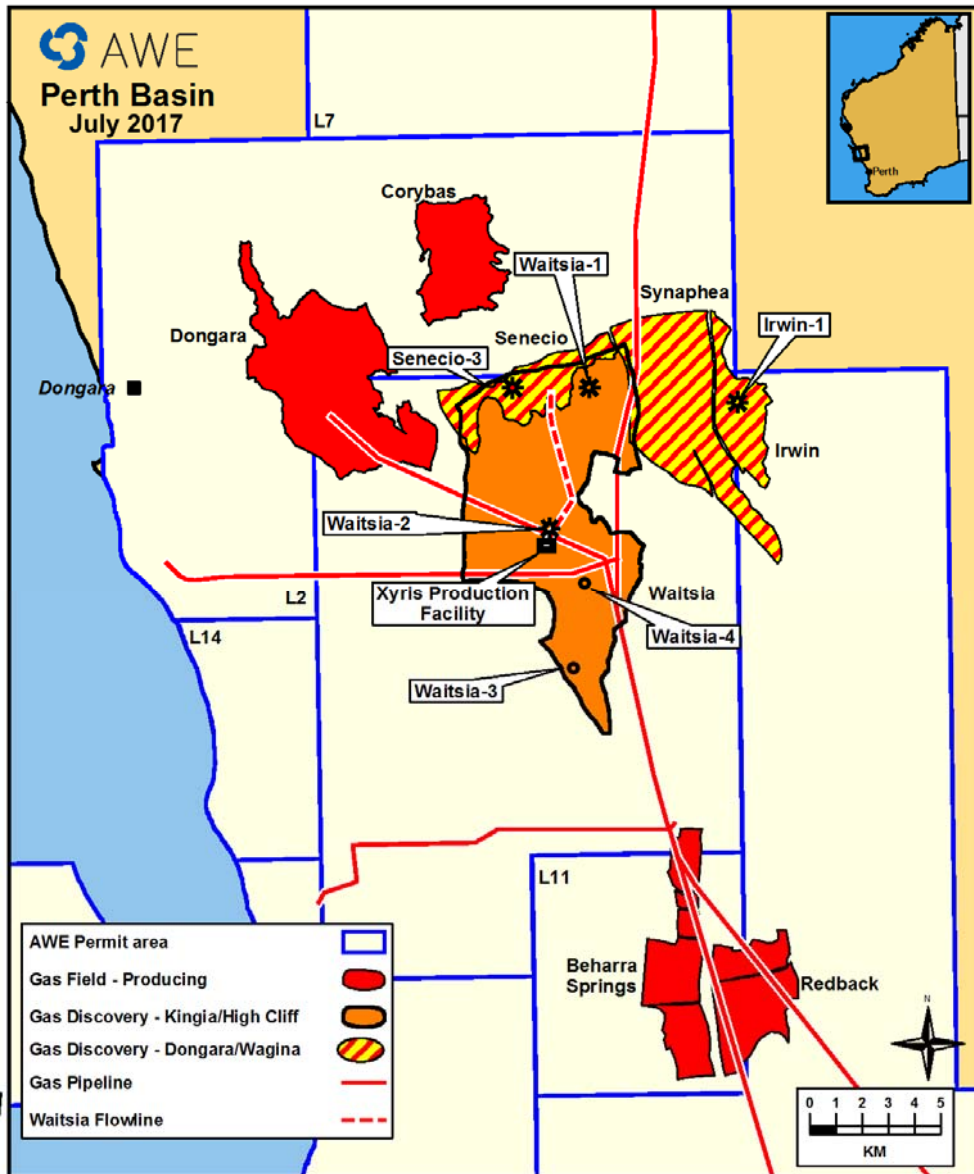 AWE
Perth Basin
July 2017
Perth
L7
Corybas
Waitsia-1
Synaphea
Dongara
Senecio
Irwin-1
Senecio-3
Dongara
Irwin
Waitsia-2
Xyris Production
Facility
Waitsia
L2
L14
Waitsia-4
Waitsia-3
L11
Beharra
Springs
Redback
AWE Permit area
Gas Field - Producing
Gas Discovery - Kingia/High Cliff
Gas Discovery - Dongara/Wagina
Gas Pipeline
Waitsia Flowline
N
0 1 2 3 4 5
KM